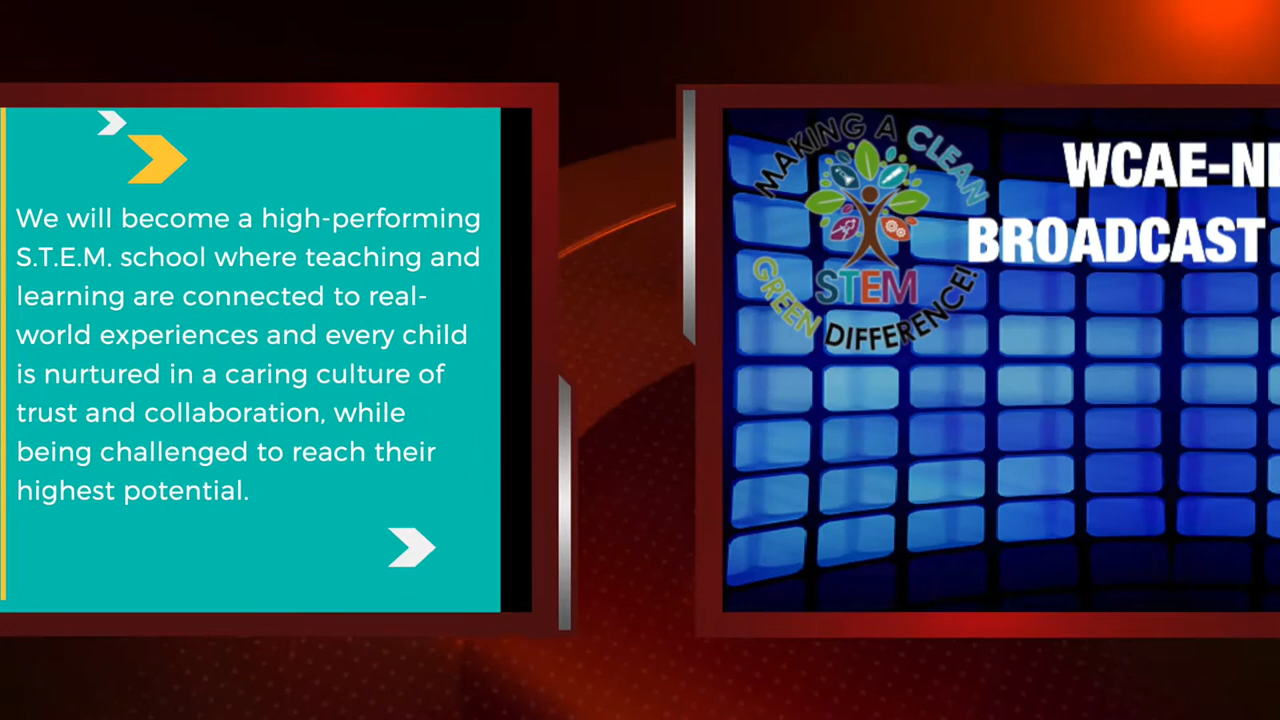 We will become a high-performing
S.T.E.M. school where teaching and
learning are connected to real-
world experiences and every child
is nurtured in a caring culture of
trust and collaboration, while
being challenged to reach their
highest potential.
MAKING A CLEAN
STEM
GREEN DIFFERENCE!
WCAE-NE
BROADCAST